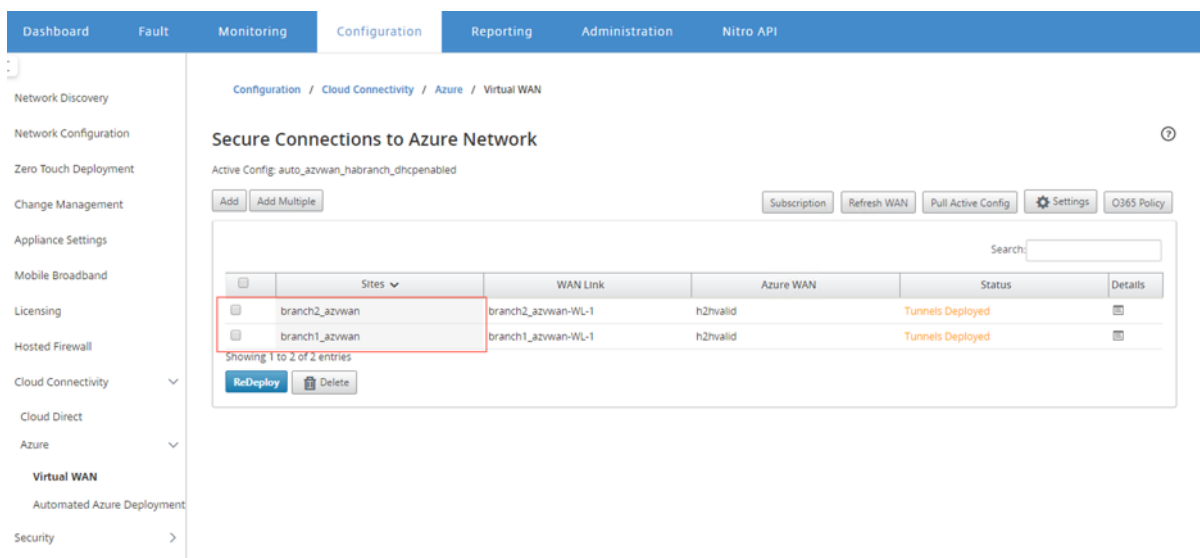 Dashboard Fault Monitoring Configuration Reporting Administration Nitro API
Network Discovery
Network Configuration
Zero Touch Deployment
Change Management
Appliance Settings
Mobile Broadband
Licensing
Hosted Firewall
Cloud Connectivity
Cloud Direct
Azure
Virtual WAN
Automated Azure Deployment
Security
Configuration / Cloud Connectivity / Azure / Virtual WAN
Secure Connections to Azure Network
Active Config: auto_azvwan_habranch_dhcpenabled
Add Add Multiple Subscription Refresh WAN Pull Active Config Settings O365 Policy
Search:
Sites WAN Link Azure WAN Status Details
branch2_azvwan branch2_azvwan-WL-1 h2hvalid Tunnels Deployed
branch1_azvwan branch1_azvwan-WL-1 h2hvalid Tunnels Deployed
Showing 1 to 2 of 2 entries
ReDeploy Delete